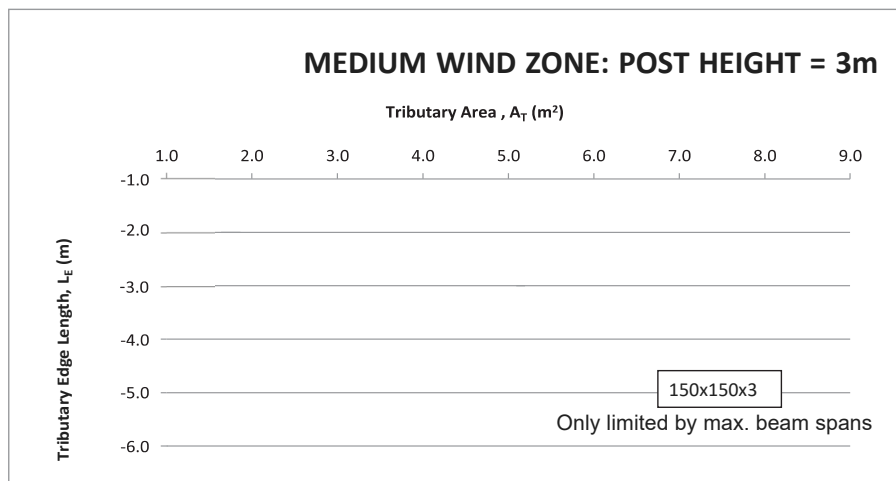 MEDIUM WIND ZONE: POST HEIGHT = 3m
Tributary Area , A_T (m²)
1.0 2.0 3.0 4.0 5.0 6.0 7.0 8.0 9.0
-1.0
-2.0
-3.0
-4.0
-5.0
-6.0
Tributary Edge Length, L_E (m)
150x150x3
Only limited by max. beam spans